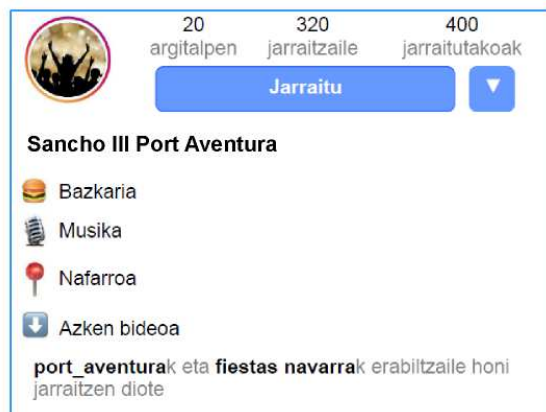 20 320 400
argitalpen jarraitzaile jarraitutakoak
Jarraitu ▼
Sancho III Port Aventura
Bazkaria
Musika
Nafarroa
Azken bideoa
port_aventurak eta fiestas navarrak erabiltzaile honi
jarraitzen diote